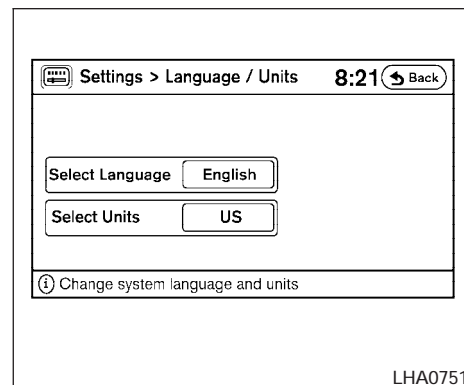 Settings > Language / Units 8:21 Back
Select Language English
Select Units US
i Change system language and units
LHA0751